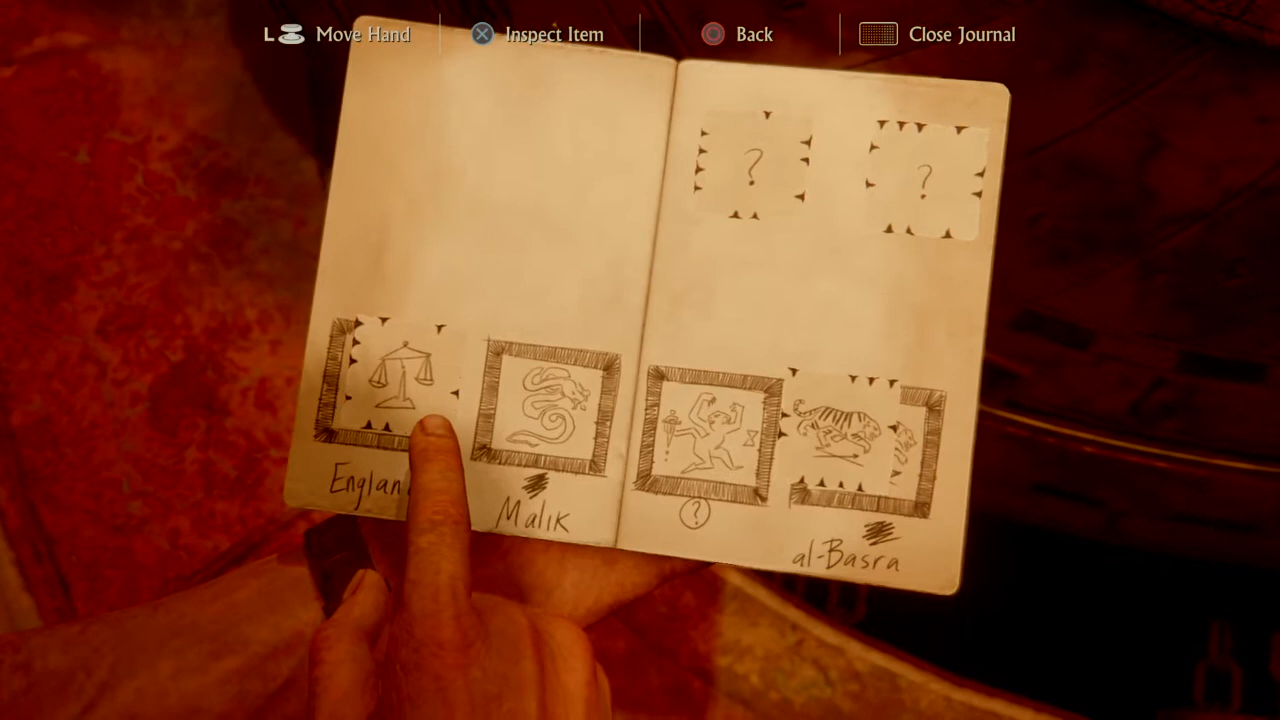 L Move Hand
Inspect Item
Back
Close Journal
?
?
Englan
Malik
?
al-Basra